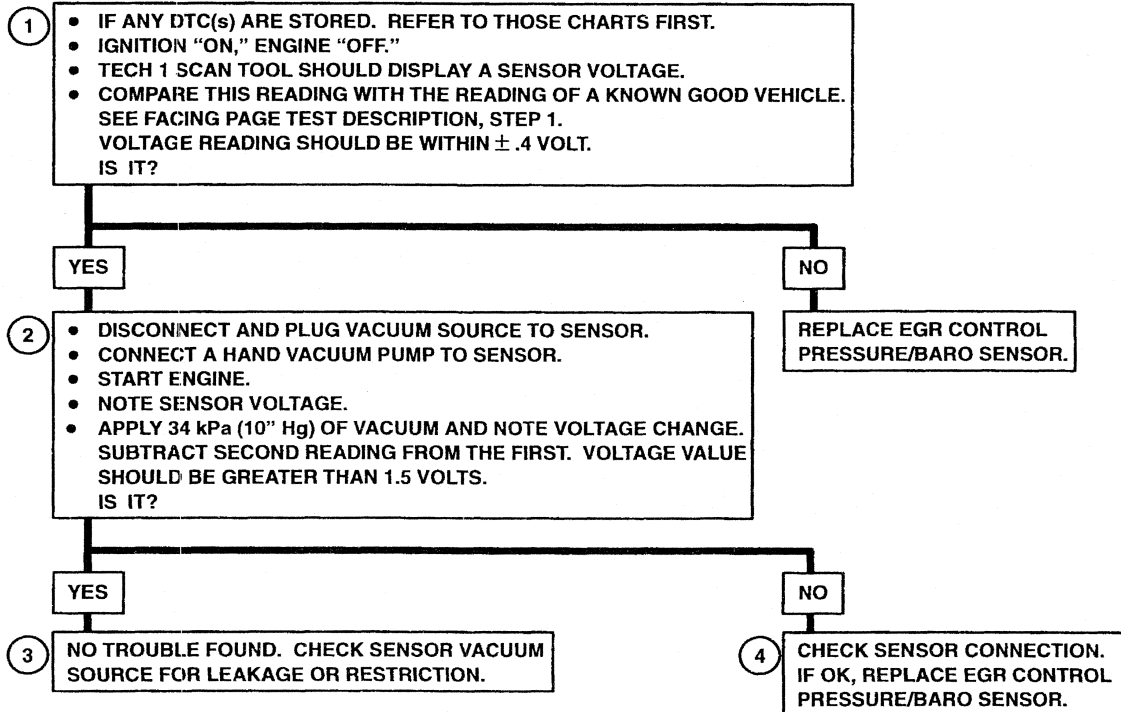 1
• IF ANY DTC(s) ARE STORED. REFER TO THOSE CHARTS FIRST.
• IGNITION “ON,” ENGINE “OFF.”
• TECH 1 SCAN TOOL SHOULD DISPLAY A SENSOR VOLTAGE.
• COMPARE THIS READING WITH THE READING OF A KNOWN GOOD VEHICLE.
SEE FACING PAGE TEST DESCRIPTION, STEP 1.
VOLTAGE READING SHOULD BE WITHIN ± .4 VOLT.
IS IT?
YES
NO
REPLACE EGR CONTROL
PRESSURE/BARO SENSOR.
2
• DISCONNECT AND PLUG VACUUM SOURCE TO SENSOR.
• CONNECT A HAND VACUUM PUMP TO SENSOR.
• START ENGINE.
• NOTE SENSOR VOLTAGE.
• APPLY 34 kPa (10” Hg) OF VACUUM AND NOTE VOLTAGE CHANGE.
SUBTRACT SECOND READING FROM THE FIRST. VOLTAGE VALUE
SHOULD BE GREATER THAN 1.5 VOLTS.
IS IT?
YES
NO
3
NO TROUBLE FOUND. CHECK SENSOR VACUUM
SOURCE FOR LEAKAGE OR RESTRICTION.
4
CHECK SENSOR CONNECTION.
IF OK, REPLACE EGR CONTROL
PRESSURE/BARO SENSOR.